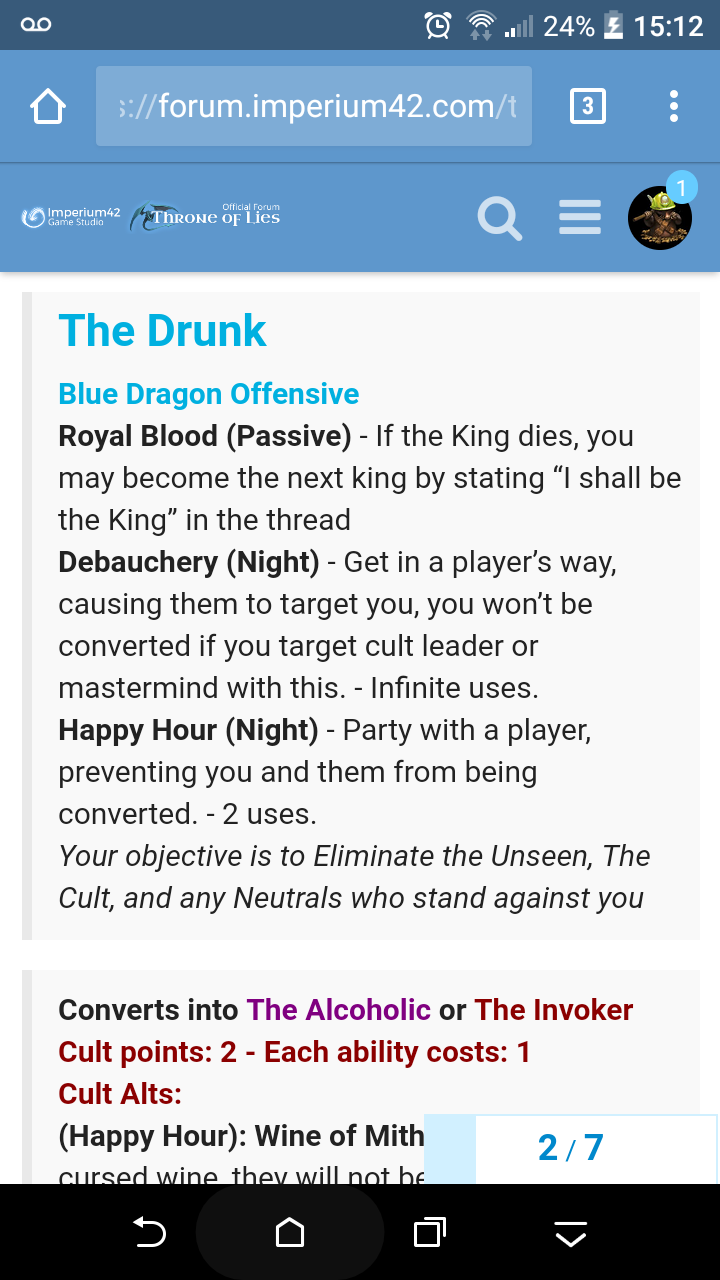 24% 15:12
://forum.imperium42.com/t
3
Imperium42
Game Studio
Official Forum
Throne of Lies
1
The Drunk
Blue Dragon Offensive
Royal Blood (Passive) - If the King dies, you
may become the next king by stating “I shall be
the King” in the thread
Debauchery (Night) - Get in a player’s way,
causing them to target you, you won’t be
converted if you target cult leader or
mastermind with this. - Infinite uses.
Happy Hour (Night) - Party with a player,
preventing you and them from being
converted. - 2 uses.
Your objective is to Eliminate the Unseen, The
Cult, and any Neutrals who stand against you
Converts into The Alcoholic or The Invoker
Cult points: 2 - Each ability costs: 1
Cult Alts:
(Happy Hour): Wine of Mith
cursed wine, they will not be
2 / 7